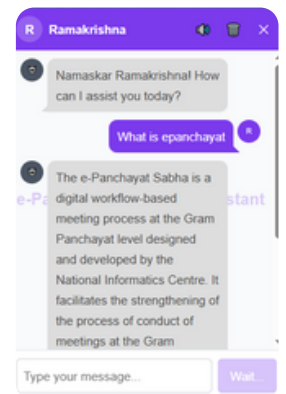 R Ramakrishna
Namaskar Ramakrishna! How
can I assist you today?
What is epanchayat
R
The e-Panchayat Sabha is a
digital workflow-based
meeting process at the Gram
Panchayat level designed
and developed by the
National Informatics Centre. It
facilitates the strengthening of
the process of conduct of
meetings at the Gram
Type your message...
Wait...